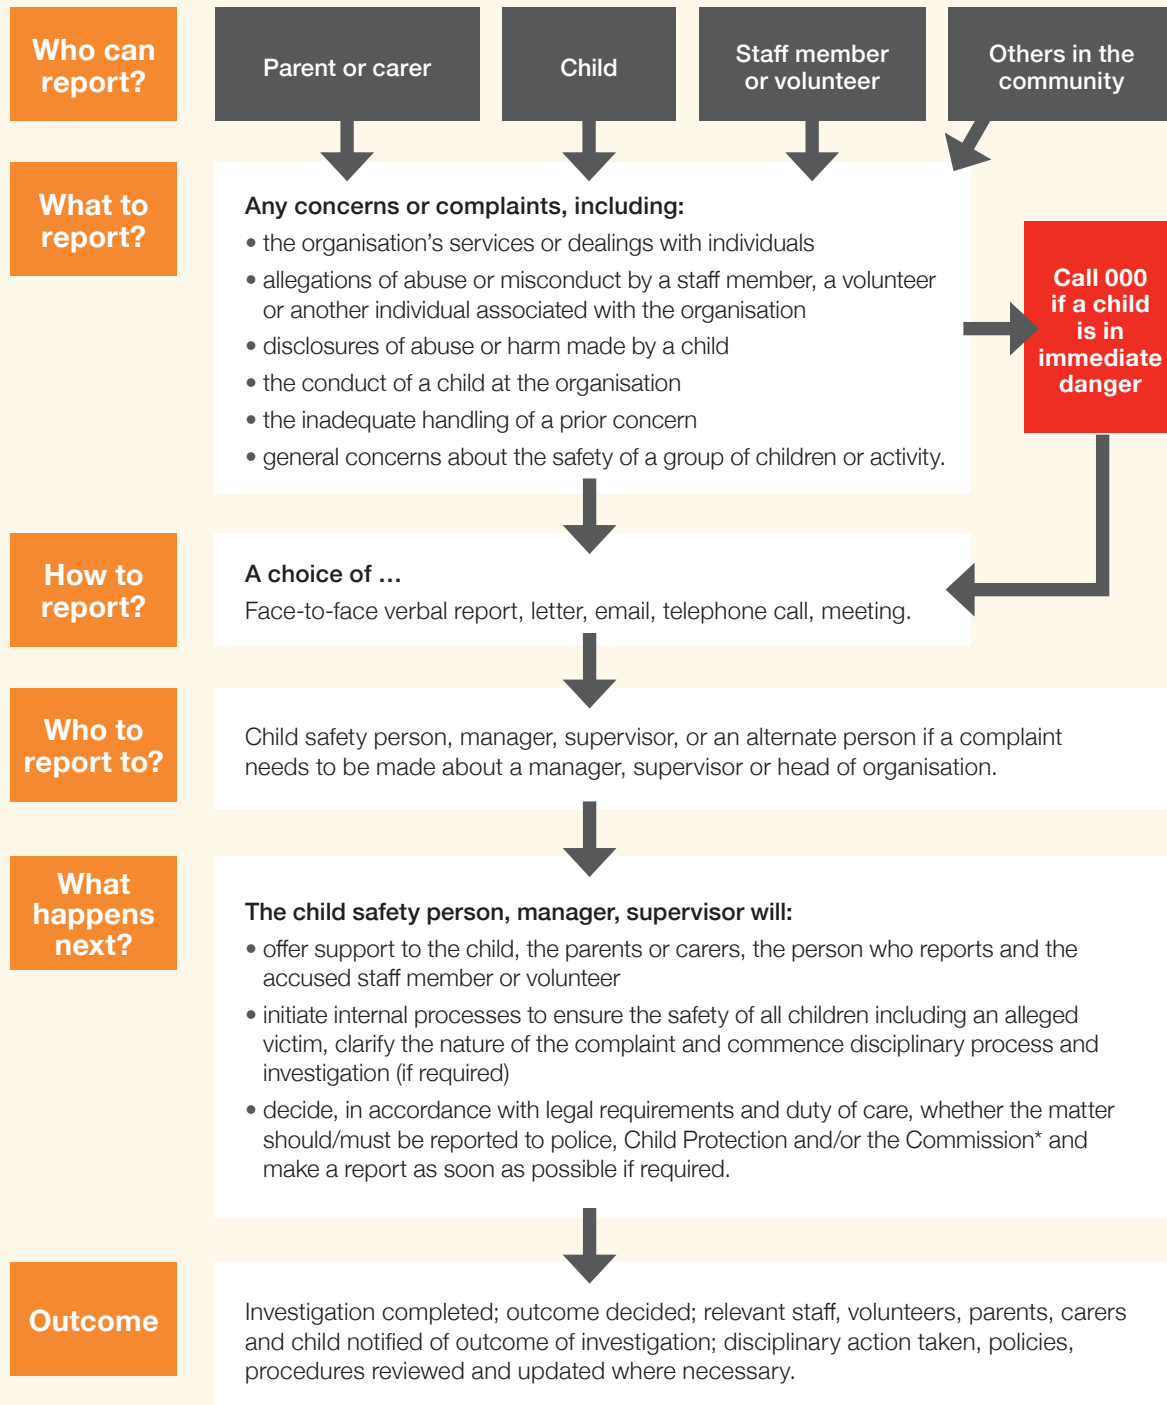 Who can
report?
Parent or carer
Child
Staff member
or volunteer
Others in the
community
What to
report?
Any concerns or complaints, including:
• the organisation’s services or dealings with individuals
• allegations of abuse or misconduct by a staff member, a volunteer
or another individual associated with the organisation
• disclosures of abuse or harm made by a child
• the conduct of a child at the organisation
• the inadequate handling of a prior concern
• general concerns about the safety of a group of children or activity.
Call 000
if a child
is in
immediate
danger
How to
report?
A choice of …
Face-to-face verbal report, letter, email, telephone call, meeting.
Who to
report to?
Child safety person, manager, supervisor, or an alternate person if a complaint
needs to be made about a manager, supervisor or head of organisation.
What
happens
next?
The child safety person, manager, supervisor will:
• offer support to the child, the parents or carers, the person who reports and the
accused staff member or volunteer
• initiate internal processes to ensure the safety of all children including an alleged
victim, clarify the nature of the complaint and commence disciplinary process and
investigation (if required)
• decide, in accordance with legal requirements and duty of care, whether the matter
should/must be reported to police, Child Protection and/or the Commission* and
make a report as soon as possible if required.
Outcome
Investigation completed; outcome decided; relevant staff, volunteers, parents, carers
and child notified of outcome of investigation; disciplinary action taken, policies,
procedures reviewed and updated where necessary.